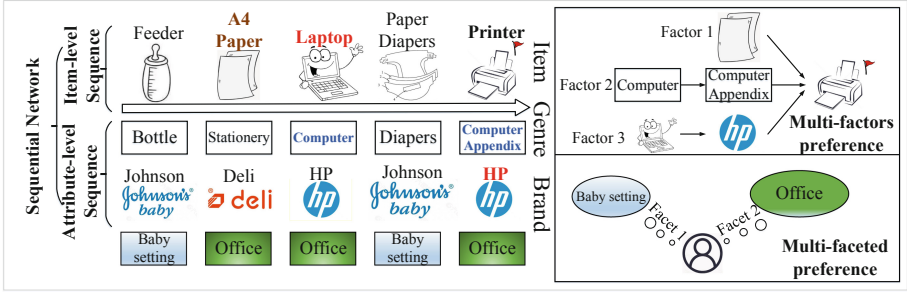 Sequential Network
Item-level
Sequence
Attribute-level
Sequence
Feeder
A4
Paper
Laptop
Paper
Diapers
Printer
Item
Bottle
Stationery
Computer
Diapers
Computer
Appendix
Genre
Johnson
Deli
HP
Johnson
HP
Johnson's®
baby
deli
hp
Johnson's®
baby
hp
Brand
Baby
setting
Office
Office
Baby
setting
Office
Factor 1
Factor 2
Computer
Computer
Appendix
Factor 3
hp
Multi-factors
preference
Baby setting
Office
Facet 1
Facet 2
Multi-faceted
preference